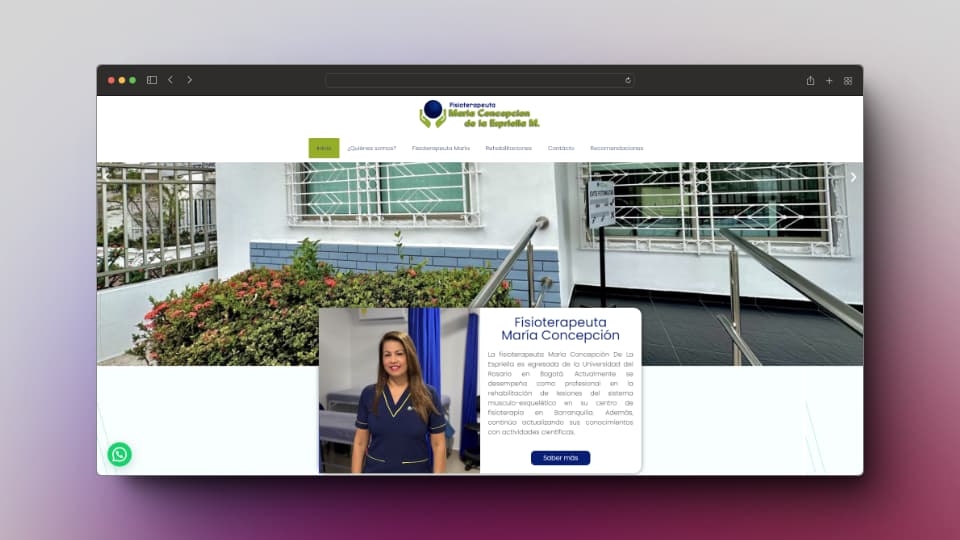 Fisioterapeuta
Maria Concepcion
de la Espriella M.
Inicio ¿Quiénes somos? Fisioterapeuta María Rehabilitaciones Contácto Recomendaciones
Fisioterapeuta
María Concepción
La fisioterapeuta María Concepción De La
Espriella es egresada de la Universidad del
Rosario en Bogotá. Actualmente se
desempeña como profesional en la
rehabilitación de lesiones del sistema
musculo-esquelético en su centro de
fisioterapia en Barranquilla. Además,
continúa actualizando sus conocimientos
con actividades científicas.
Saber más